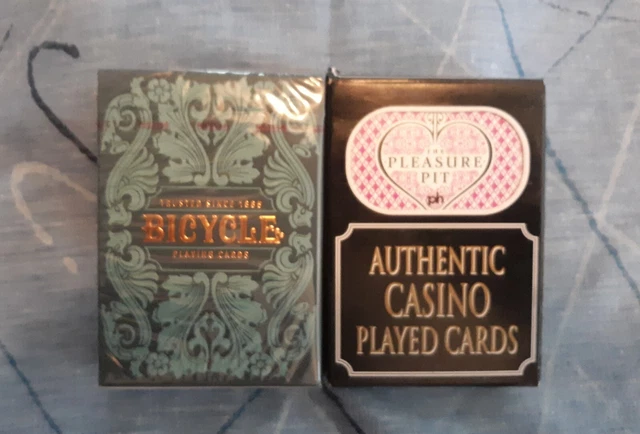 TRUSTED SINCE 1885
BICYCLE
PLAYING CARDS
THE
PLEASURE
PIT
ph
AUTHENTIC
CASINO
PLAYED CARDS